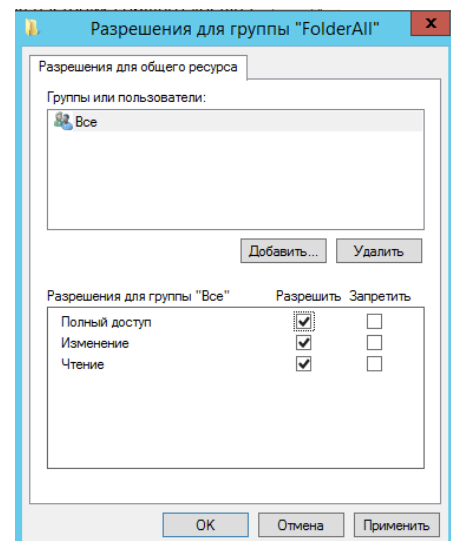 Разрешения для группы "FolderAll"
x
Разрешения для общего ресурса
Группы или пользователи:
Все
Добавить... Удалить
Разрешения для группы "Все" Разрешить Запретить
Полный доступ
Изменение
Чтение
OK Отмена Применить